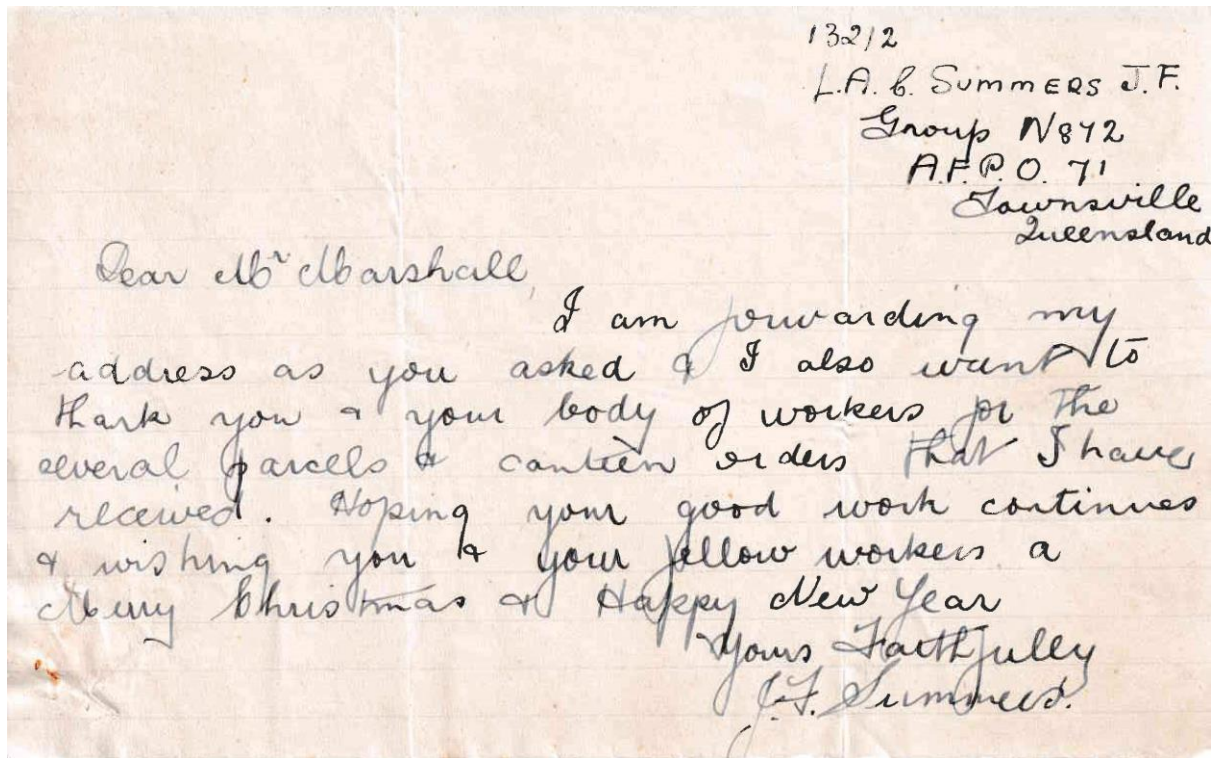 13212
L.A.C. Summers J.F.
Group N872
A.F.P.O. 71
Townsville
Queensland
Dear Mr Marshall,
I am forwarding my
address as you asked & I also want to
thank you & your body of workers for the
several parcels & canteen orders that I have
received. Hoping your good work continues
& wishing you & your fellow workers a
Merry Christmas & Happy New Year
Yours Faithfully
J.F. Summers.